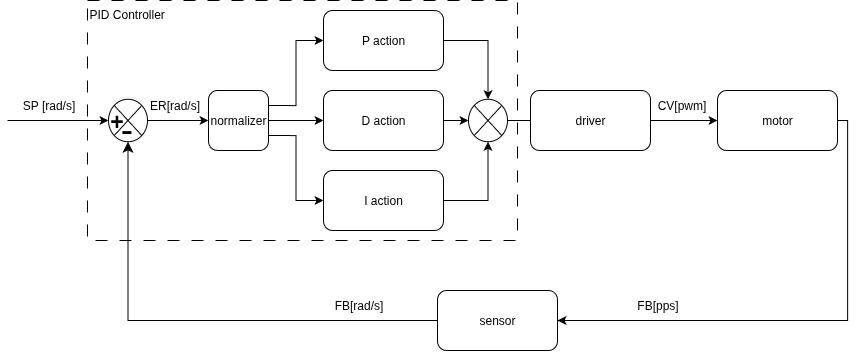 PID Controller
P action
SP [rad/s]
ER[rad/s]
normalizer
D action
driver
CV[pwm]
motor
I action
FB[rad/s]
sensor
FB[pps]